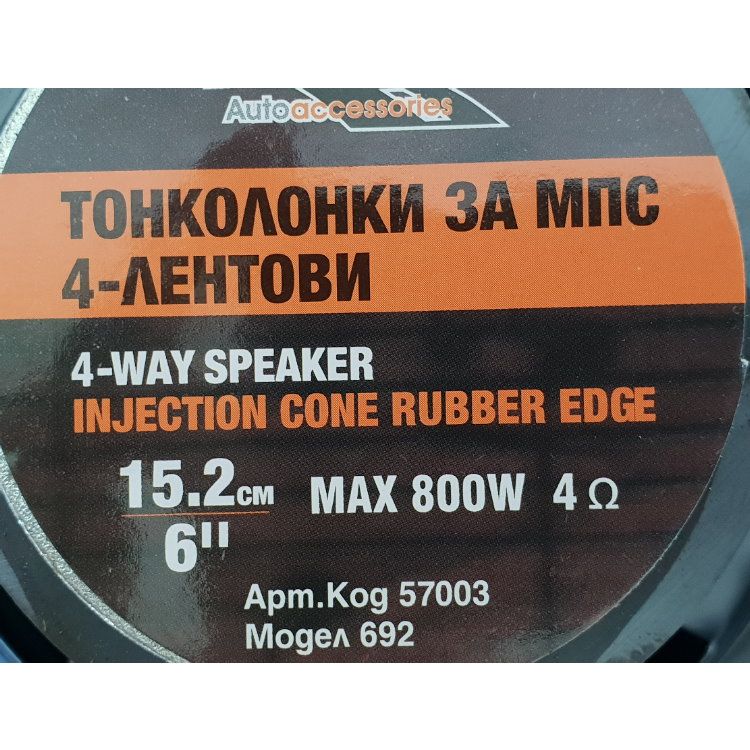 Autoaccessories
ТОНКОЛОНКИ ЗА МПС
4-ЛЕНТОВИ
4-WAY SPEAKER
INJECTION CONE RUBBER EDGE
15.2см MAX 800W 4 Ω
6"
Арт.Код 57003
Модел 692